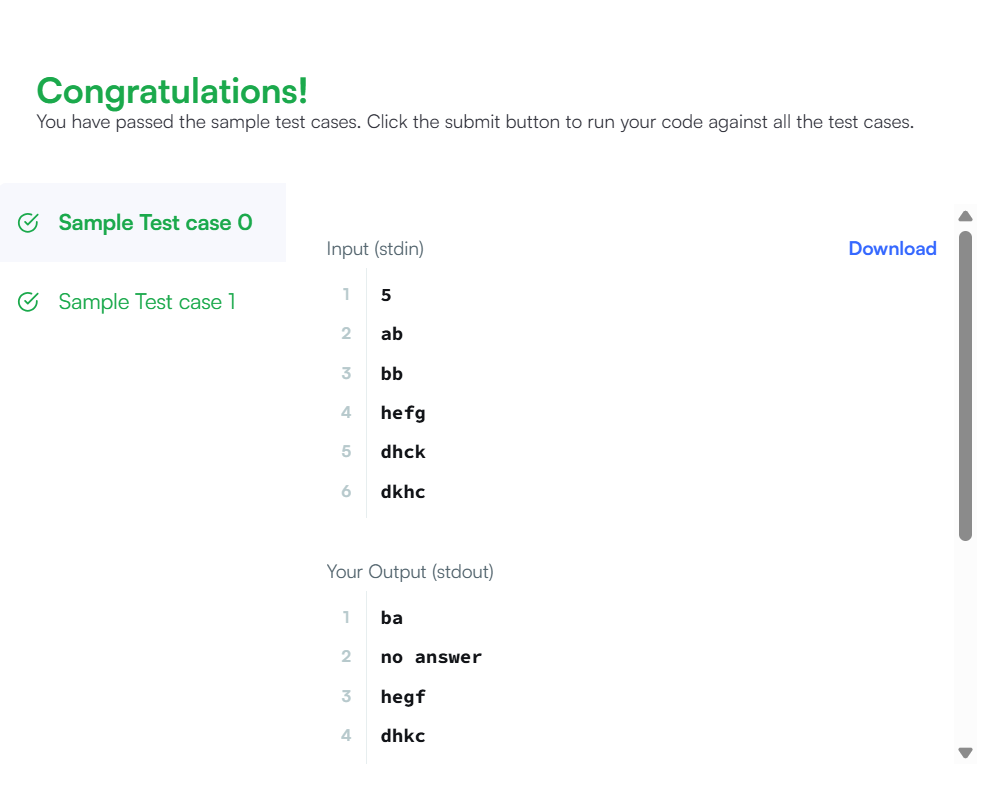 Congratulations!
You have passed the sample test cases. Click the submit button to run your code against all the test cases.
Sample Test case 0
Sample Test case 1
Input (stdin)
Download
1 5
2 ab
3 bb
4 hefg
5 dhck
6 dkhc
Your Output (stdout)
1 ba
2 no answer
3 hegf
4 dhkc